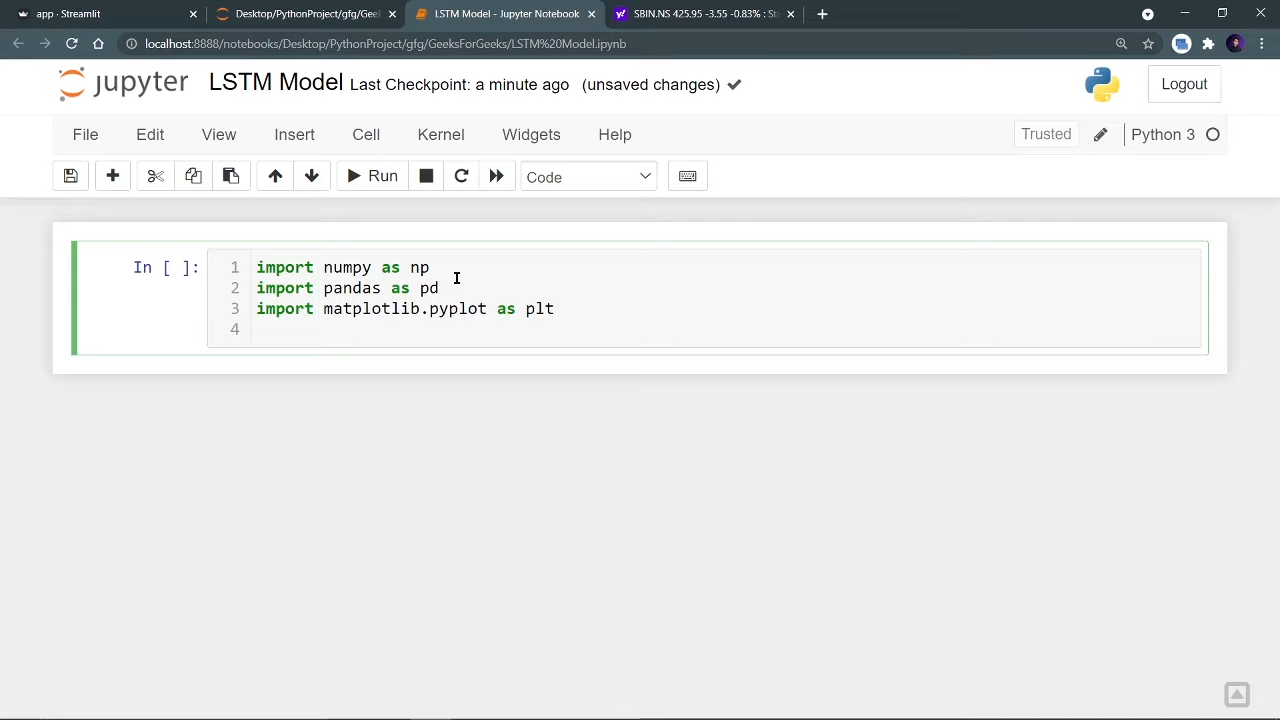 app · Streamlit
Desktop/PythonProject/gfg/Geek
LSTM Model - Jupyter Notebook
SBIN.NS 425.95 -3.55 -0.83% : St
localhost:8888/notebooks/Desktop/PythonProject/gfg/GeeksForGeeks/LSTM%20Model.ipynb
jupyter LSTM Model Last Checkpoint: a minute ago (unsaved changes) Logout
File Edit View Insert Cell Kernel Widgets Help Trusted Python 3
Run Code
In [ ]: 1 import numpy as np
2 import pandas as pd
3 import matplotlib.pyplot as plt
4